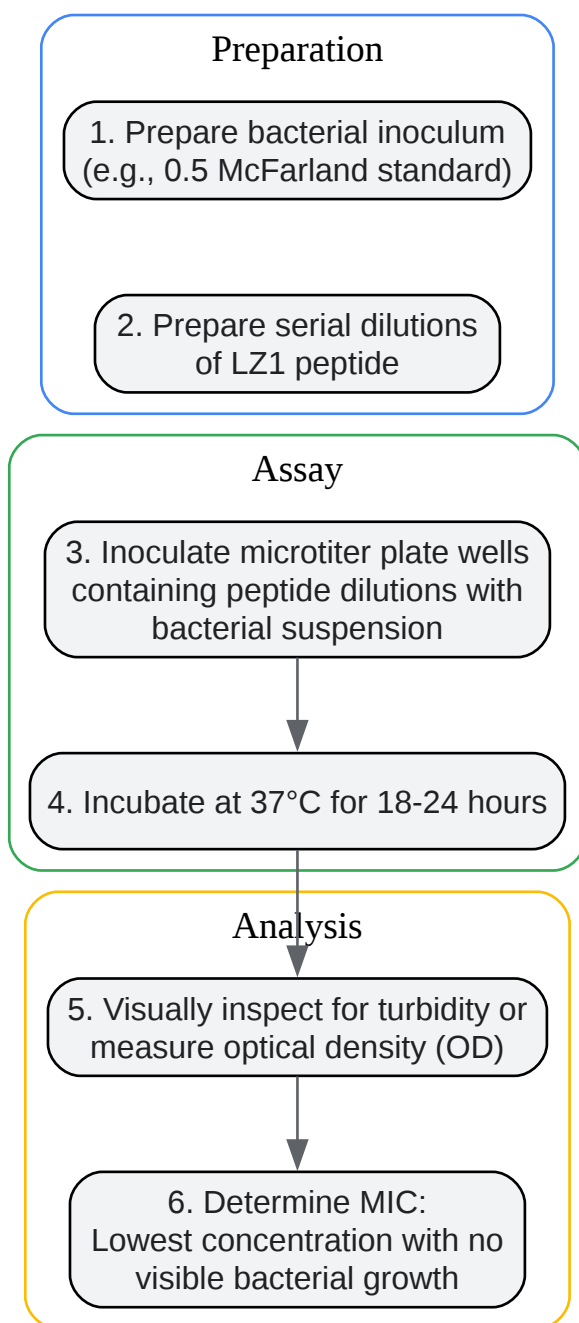 Preparation
1. Prepare bacterial inoculum
(e.g., 0.5 McFarland standard)
2. Prepare serial dilutions
of LZ1 peptide
Assay
3. Inoculate microtiter plate wells
containing peptide dilutions with
bacterial suspension
4. Incubate at 37°C for 18-24 hours
Analysis
5. Visually inspect for turbidity or
measure optical density (OD)
6. Determine MIC:
Lowest concentration with no
visible bacterial growth